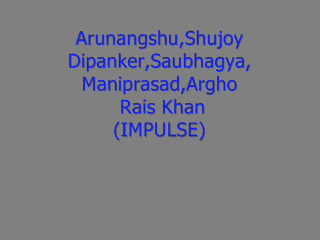 Arunangshu,Shujoy
Dipanker,Saubhagya,
Maniprasad,Argho
Rais Khan
(IMPULSE)